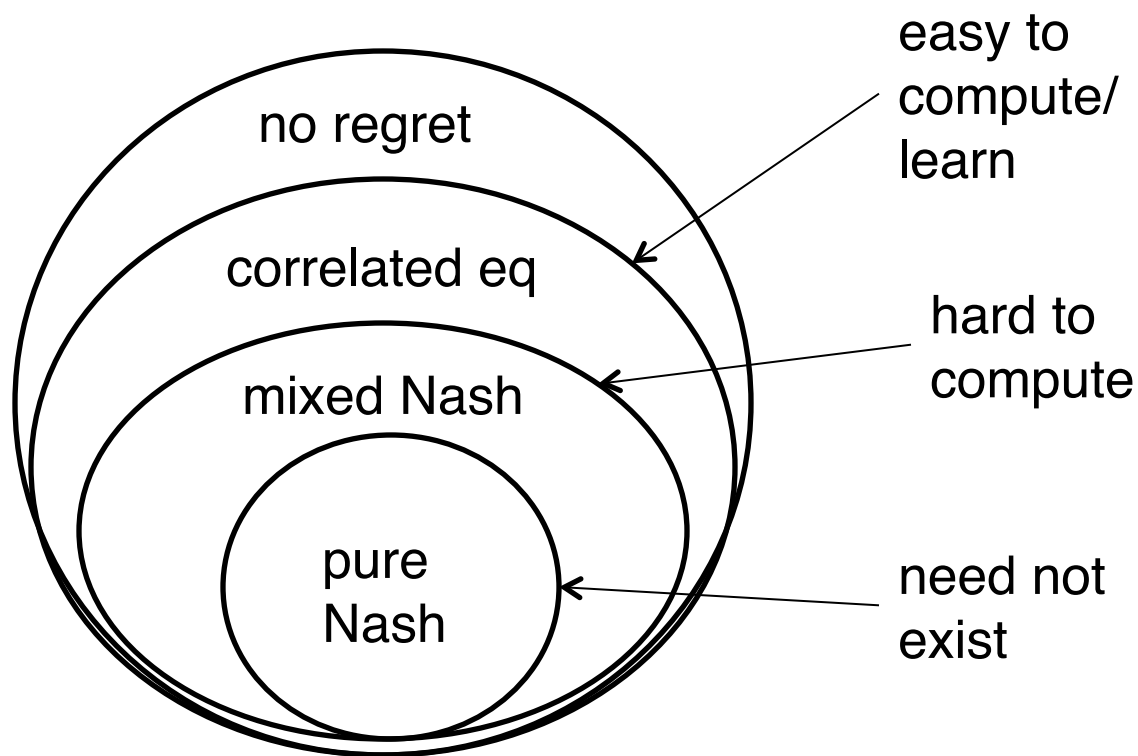 no regret
correlated eq
mixed Nash
pure
Nash
easy to
compute/
learn
hard to
compute
need not
exist